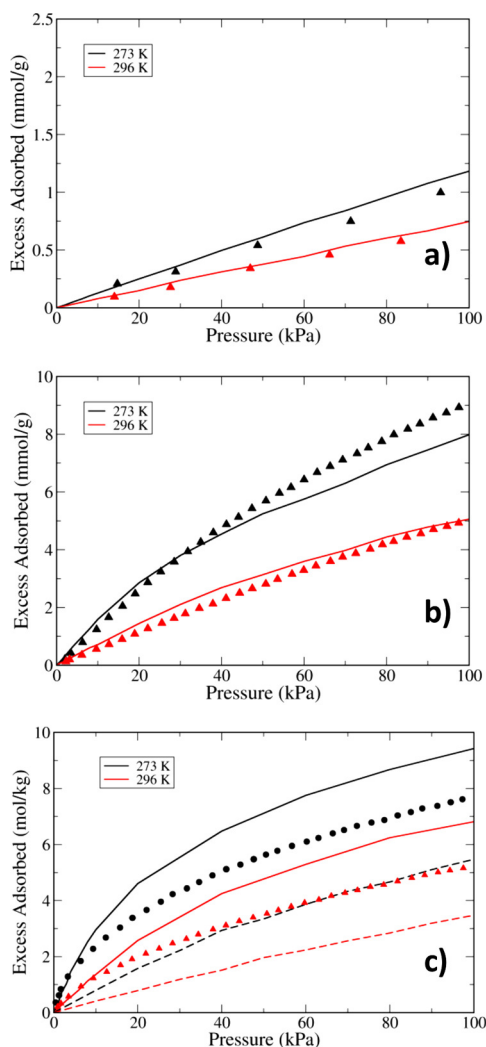 2.5
2
1.5
1
0.5
0
Excess Adsorbed (mmol/g)
273 K
296 K
a)
0 20 40 60 80 100
Pressure (kPa)
10
8
6
4
2
0
Excess Adsorbed (mmol/g)
273 K
296 K
b)
0 20 40 60 80 100
Pressure (kPa)
10
8
6
4
2
0
Excess Adsorbed (mol/kg)
273 K
296 K
c)
0 20 40 60 80 100
Pressure (kPa)